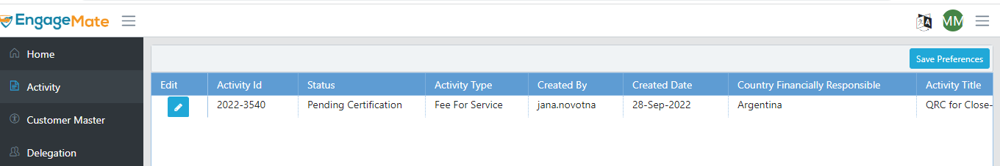 EngageMate
文A
MM
Home
Save Preferences
Edit Activity Id Status Activity Type Created By Created Date Country Financially Responsible Activity Title
Activity
2022-3540 Pending Certification Fee For Service jana.novotna 28-Sep-2022 Argentina QRC for Close-
Customer Master
Delegation